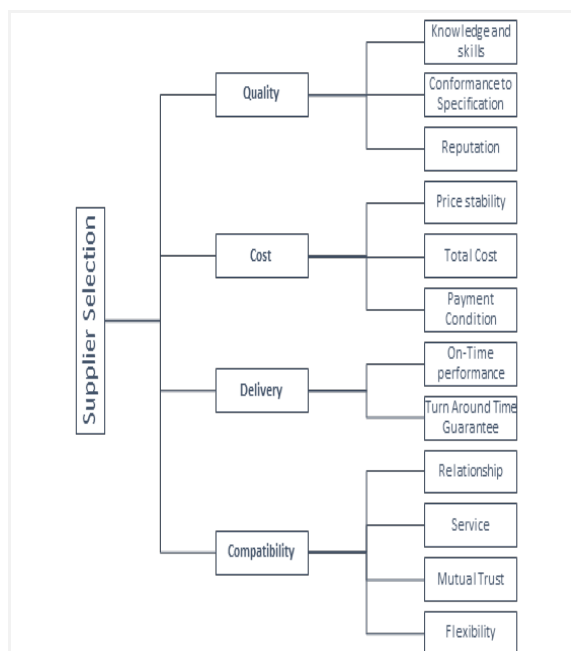 Supplier Selection
Quality
Knowledge and
skills
Conformance to
Specification
Reputation
Cost
Price stability
Total Cost
Payment
Condition
Delivery
On-Time
performance
Turn Around Time
Guarantee
Compatibility
Relationship
Service
Mutual Trust
Flexibility